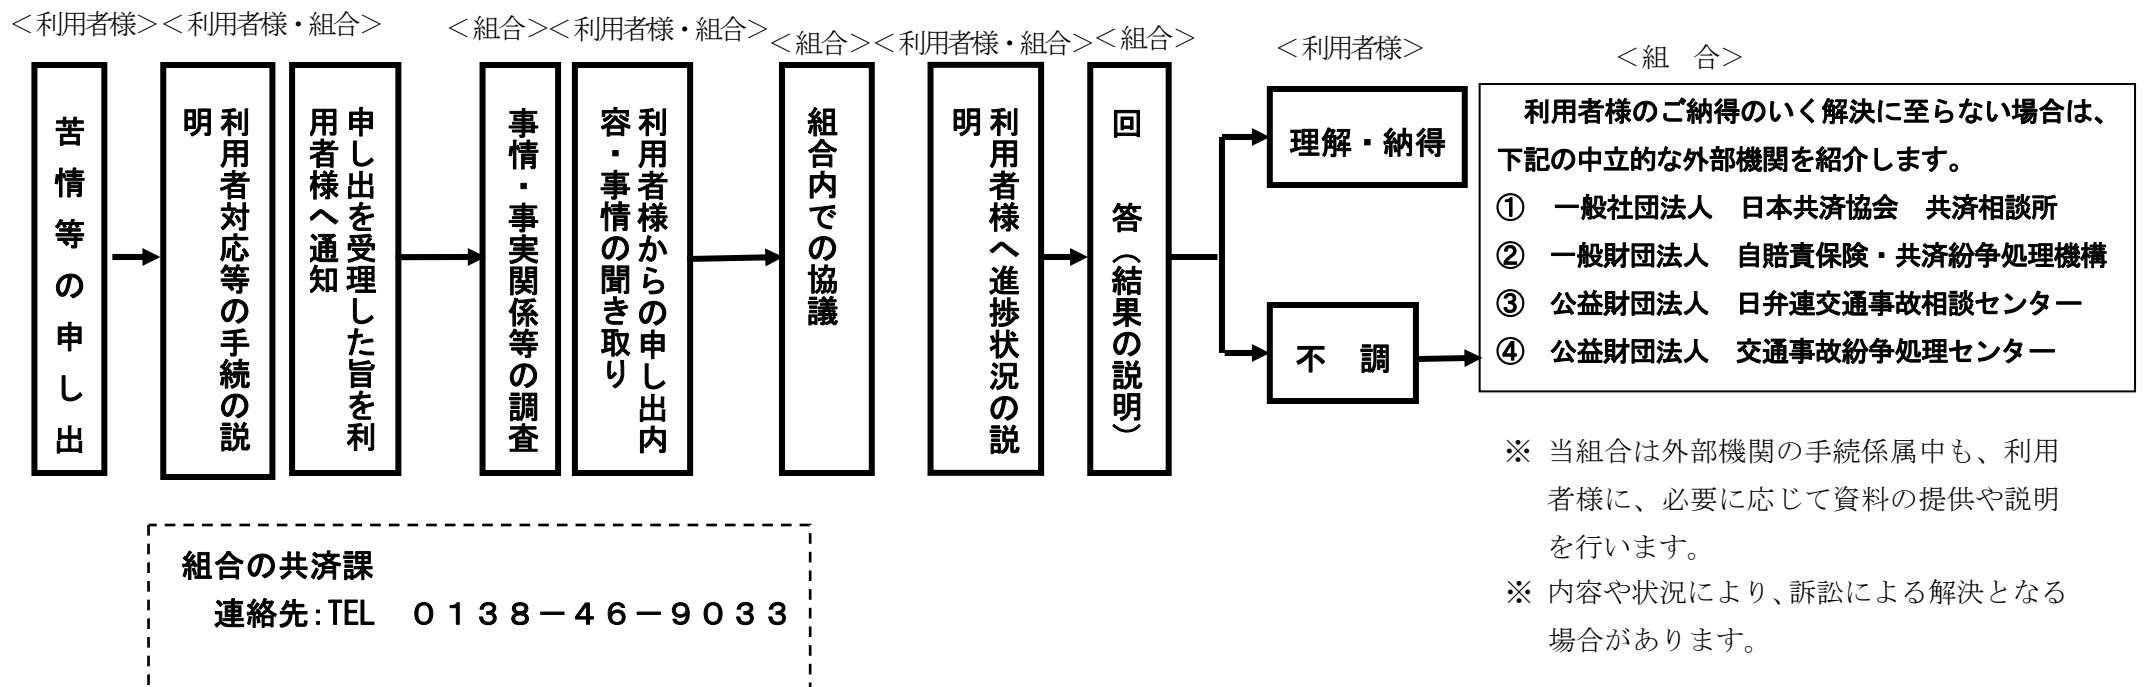 ＜利用者様＞
＜利用者様・組合＞
＜組合＞
＜利用者様・組合＞
＜組合＞
＜利用者様・組合＞
＜組合＞
＜利用者様＞
＜組　合＞
苦情等の申し出
利用者対応等の手続の説
明
申し出を受理した旨を利
用者様へ通知
事情・事実関係等の調査
利用者様からの申し出内
容・事情の聞き取り
組合内での協議
利用者様へ進捗状況の説
明
回　答（結果の説明）
理解・納得
不　調
利用者様のご納得のいく解決に至らない場合は、
下記の中立的な外部機関を紹介します。
①　一般社団法人　日本共済協会　共済相談所
②　一般財団法人　自賠責保険・共済紛争処理機構
③　公益財団法人　日弁連交通事故相談センター
④　公益財団法人　交通事故紛争処理センター
※ 当組合は外部機関の手続係属中も、利用
者様に、必要に応じて資料の提供や説明
を行います。
※ 内容や状況により、訴訟による解決となる
場合があります。
組合の共済課
連絡先：TEL　０１３８－４６－９０３３